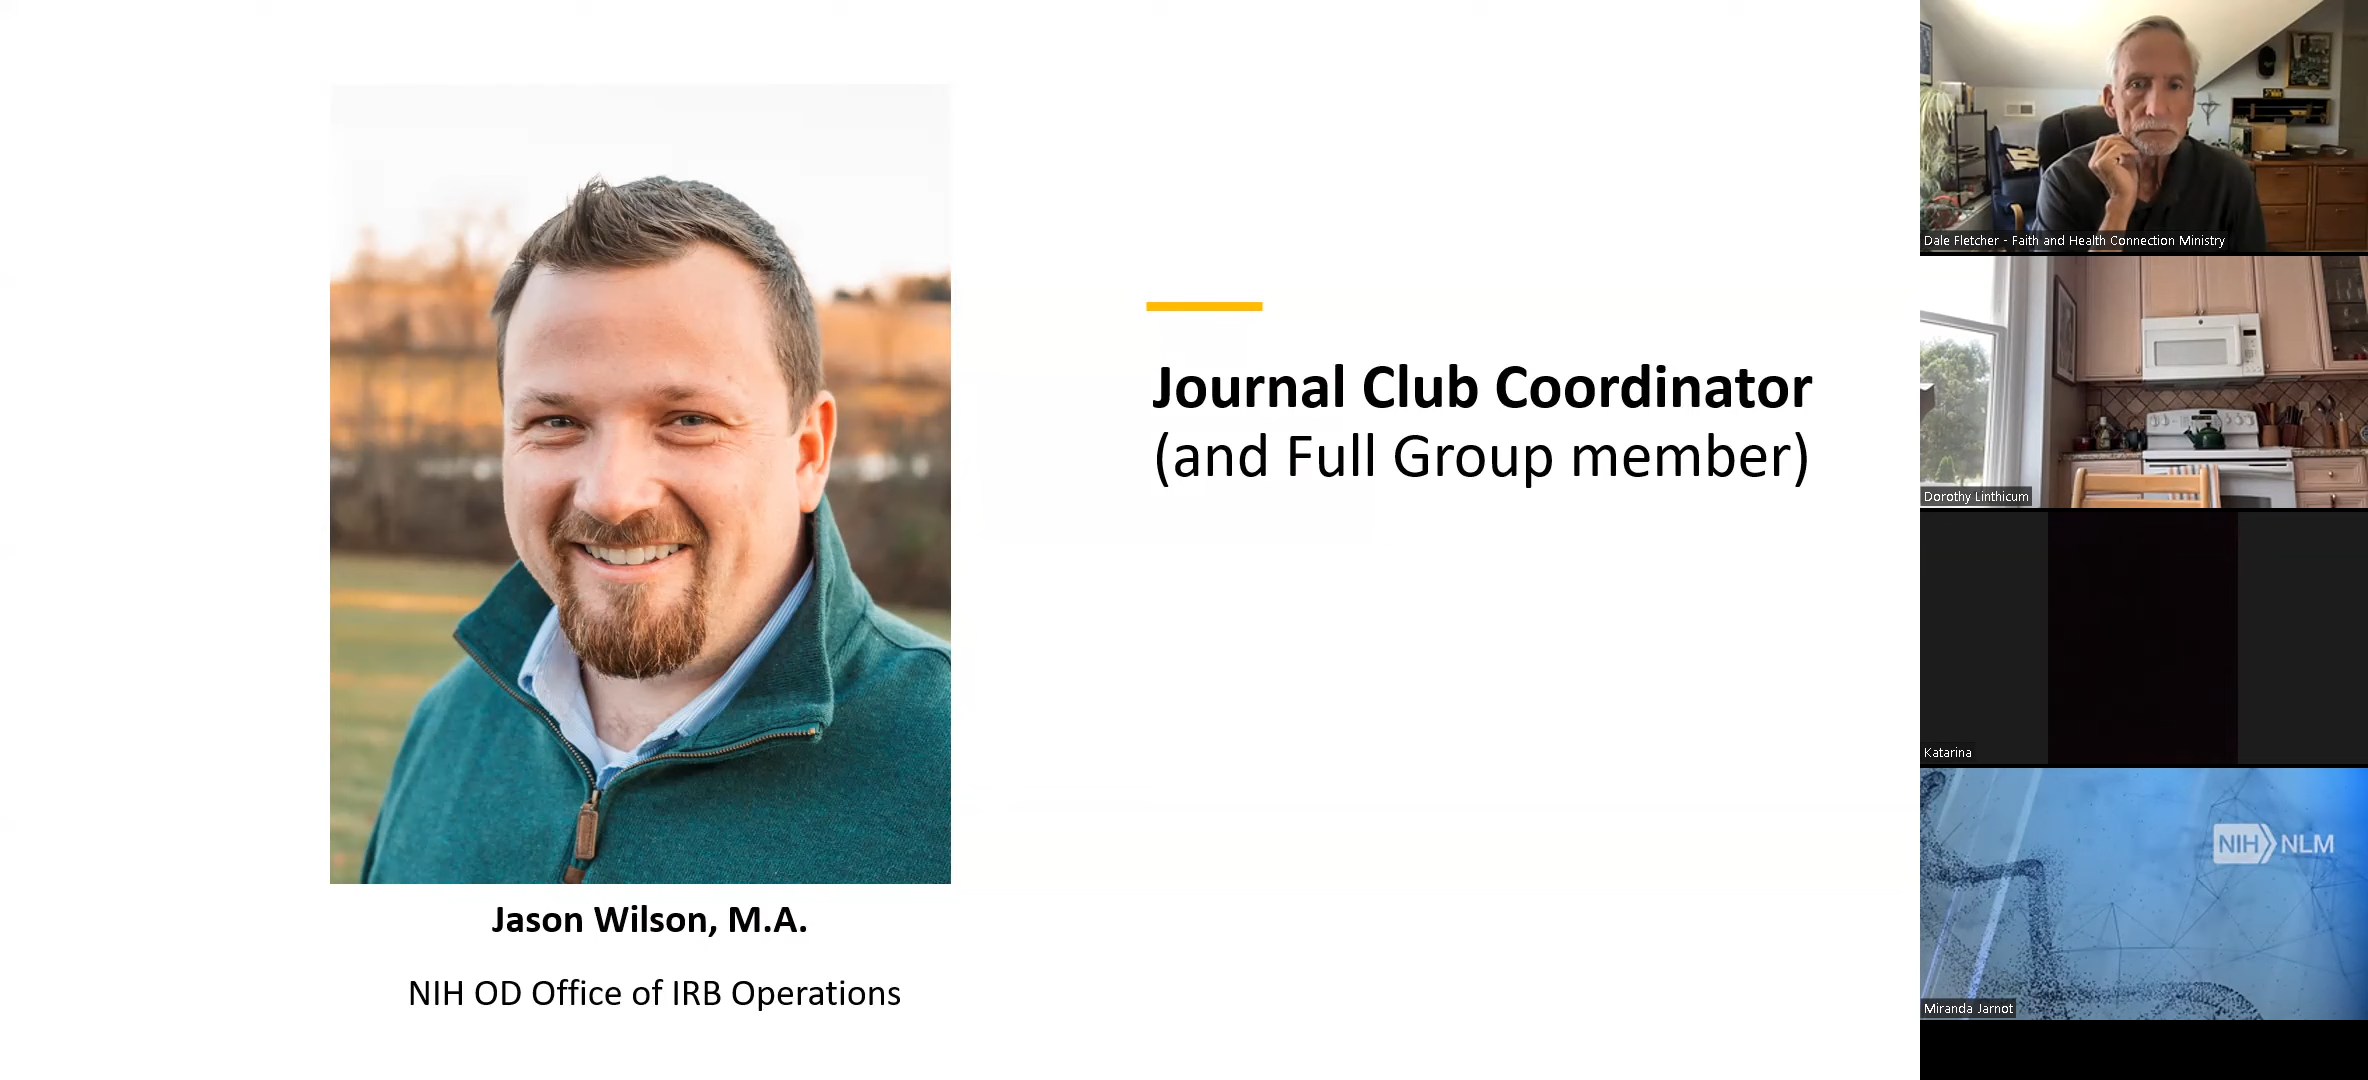 Journal Club Coordinator
(and Full Group member)
Jason Wilson, M.A.
NIH OD Office of IRB Operations
Dale Fletcher - Faith and Health Connection Ministry
Dorothy Linthicum
Katarina
NIH NLM
Miranda Jarnot